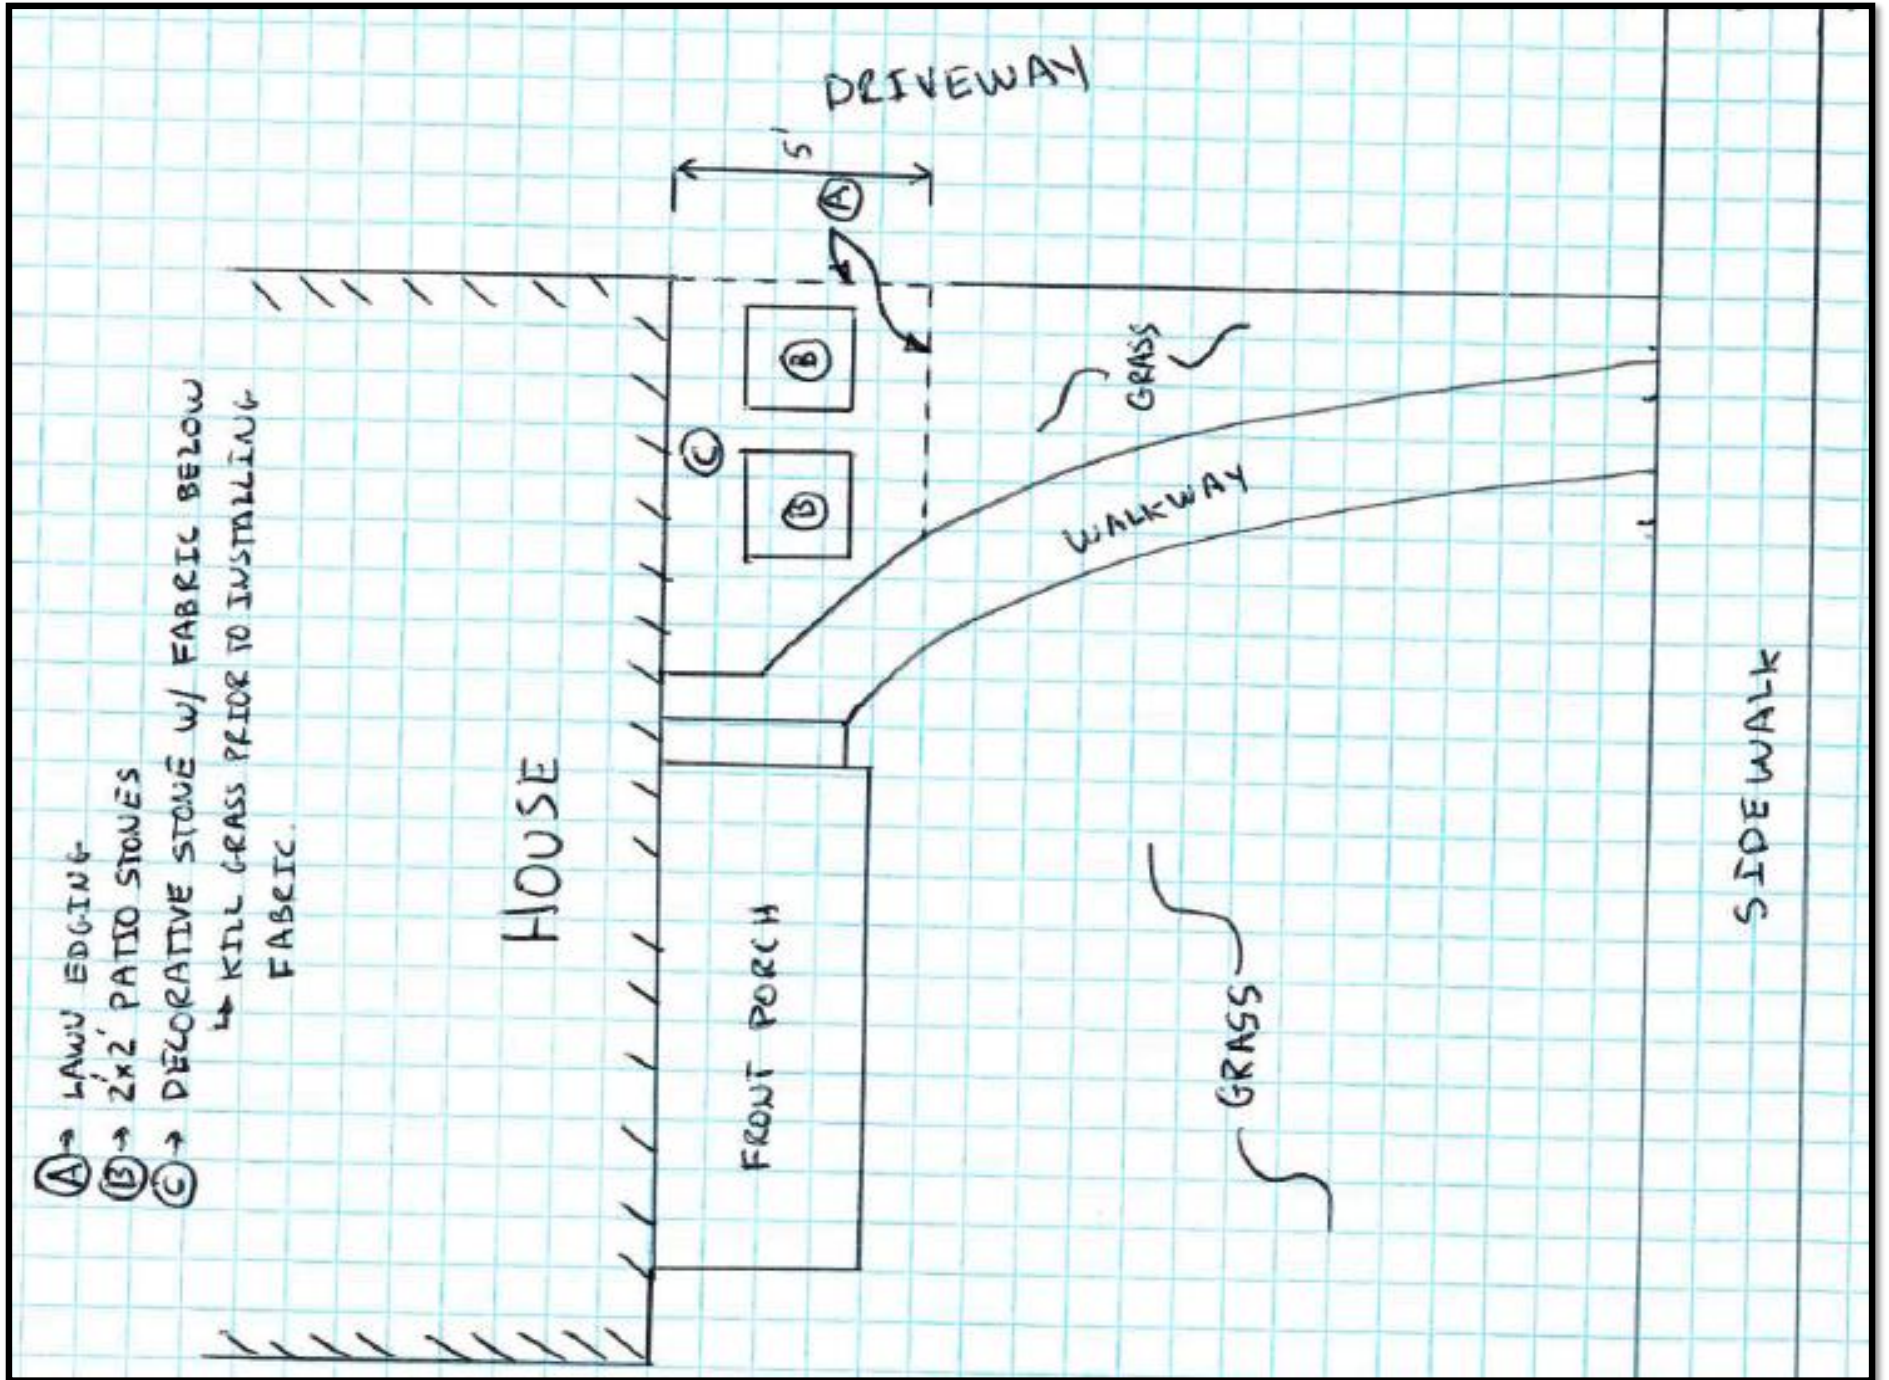 Ⓐ→ LAWN EDGING
Ⓑ→ 2'x2' PATIO STONES
Ⓒ→ DECORATIVE STONE W/ FABRIC BELOW
↳ KILL GRASS PRIOR TO INSTALLING
FABRIC.
HOUSE
FRONT PORCH
Ⓒ
Ⓑ
Ⓑ
Ⓐ
5'
DRIVEWAY
WALKWAY
GRASS
GRASS
SIDEWALK